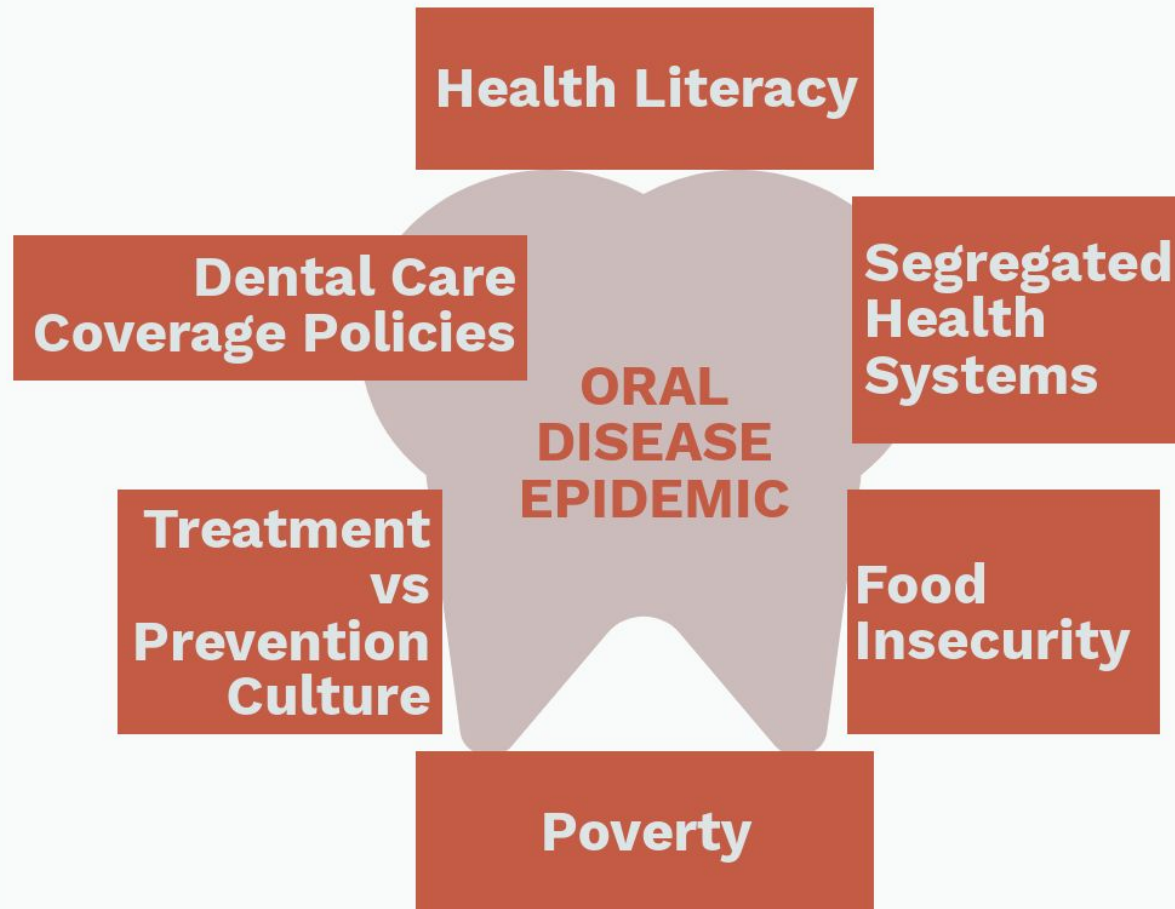 Health Literacy
Dental Care
Coverage Policies
Segregated
Health
Systems
ORAL
DISEASE
EPIDEMIC
Treatment
vs
Prevention
Culture
Food
Insecurity
Poverty